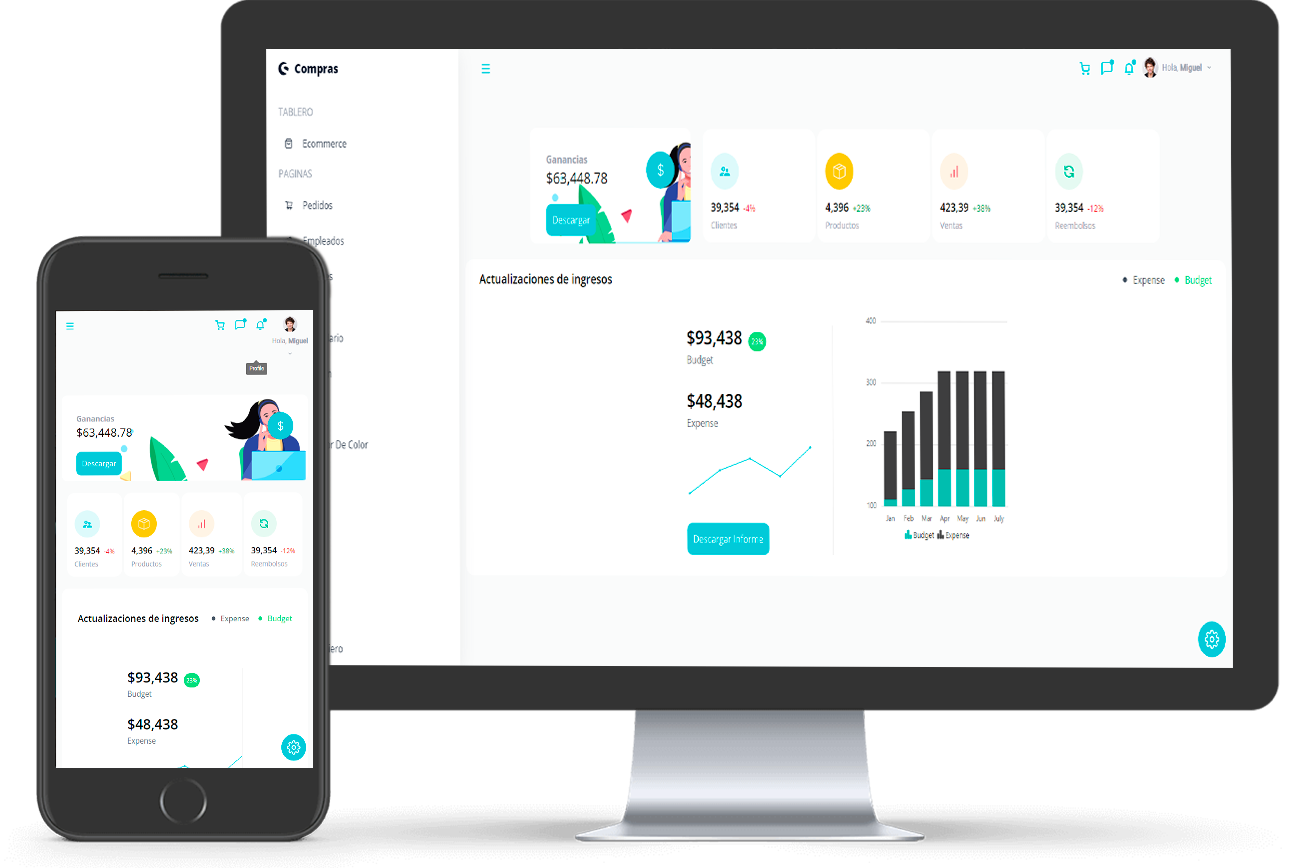 Compras
Hola, Miguel
TABLERO
Ecommerce
PAGINAS
Pedidos
Empleados
ario
r De Color
ero
Ganancias
$63,448.78
$
Descargar
39,354 -4%
Clientes
4,396 +23%
Productos
423,39 +38%
Ventas
39,354 -12%
Reembolsos
Actualizaciones de ingresos
Expense
Budget
$93,438 23%
Budget
$48,438
Expense
Descargar Informe
400
300
200
100
Jan Feb Mar Apr May Jun July
Budget Expense
Hola, Miguel
Profile
Ganancias
$63,448.78
$
Descargar
39,354 -4%
Clientes
4,396 +23%
Productos
423,39 +38%
Ventas
39,354 -12%
Reembolsos
Actualizaciones de ingresos
Expense
Budget
$93,438 23%
Budget
$48,438
Expense